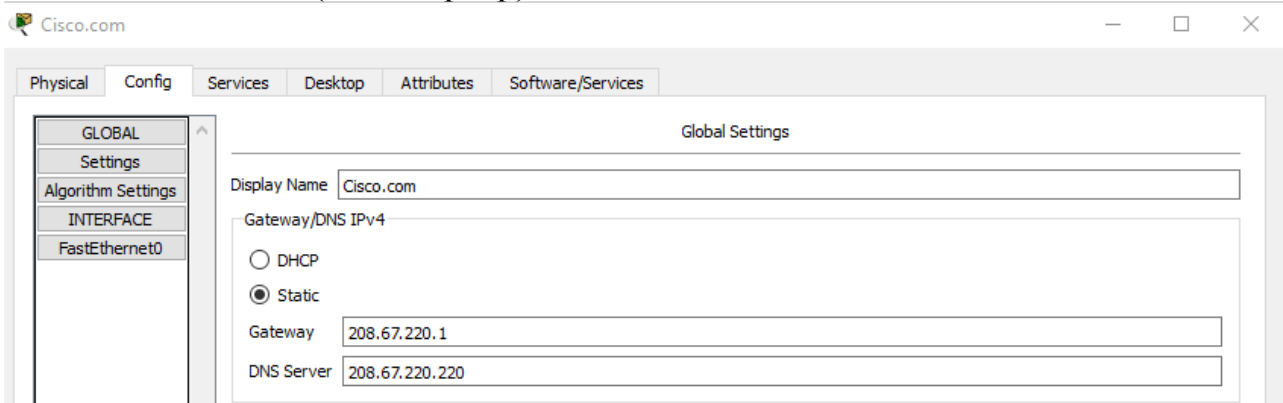 Cisco.com
Physical Config Services Desktop Attributes Software/Services
GLOBAL
Settings
Algorithm Settings
INTERFACE
FastEthernet0
Global Settings
Display Name Cisco.com
Gateway/DNS IPv4
DHCP
Static
Gateway 208.67.220.1
DNS Server 208.67.220.220